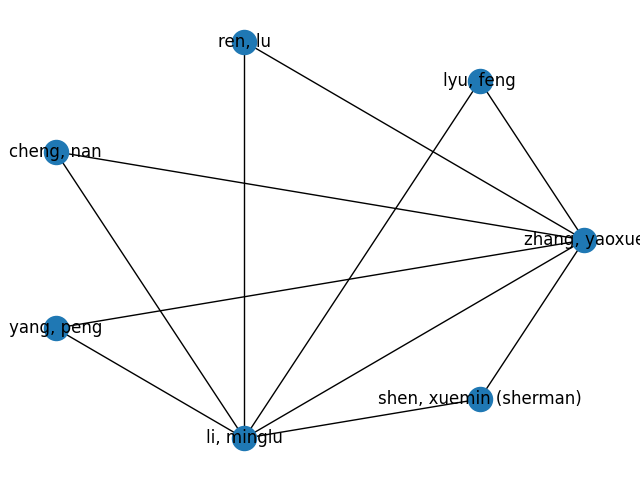 ren, lu
lyu, feng
cheng, nan
zhang, yaoxue
yang, peng
shen, xuemin (sherman)
li, minglu